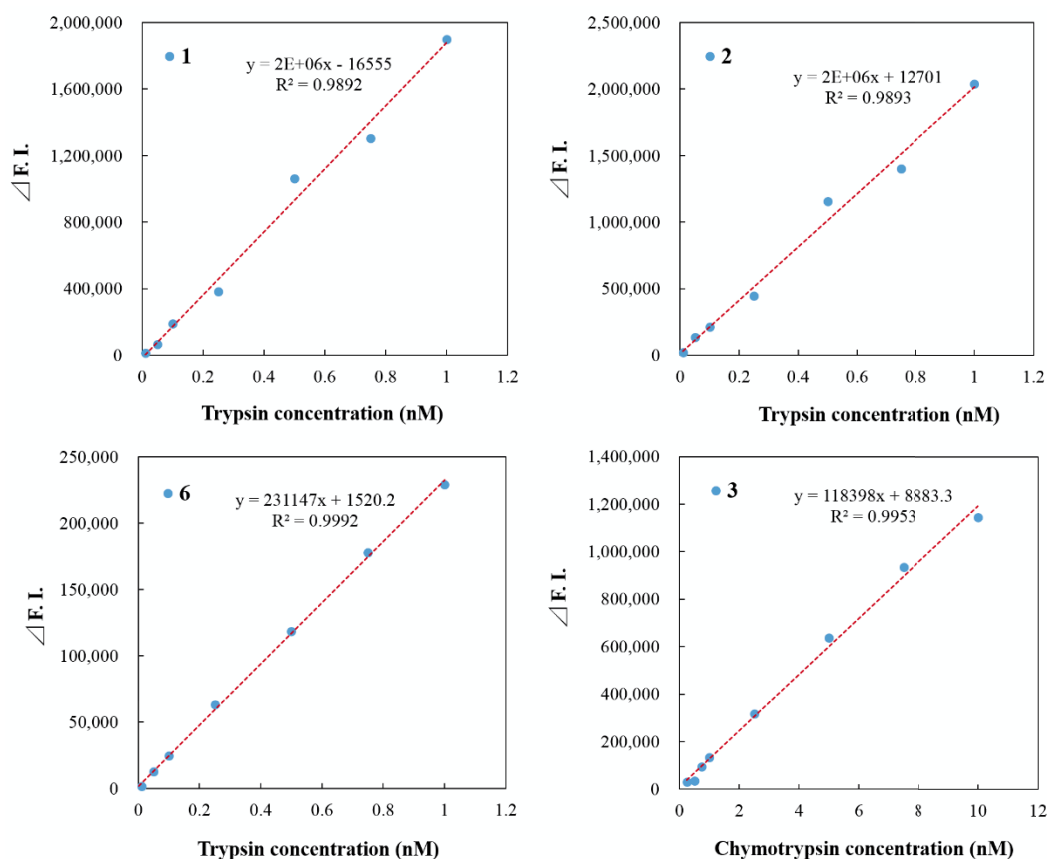 2,000,000
1,600,000
1,200,000
800,000
400,000
0
⊿F. I.
1
y = 2E+06x - 16555
R² = 0.9892
0 0.2 0.4 0.6 0.8 1 1.2
Trypsin concentration (nM)
2,500,000
2,000,000
1,500,000
1,000,000
500,000
0
⊿F. I.
2
y = 2E+06x + 12701
R² = 0.9893
0 0.2 0.4 0.6 0.8 1 1.2
Trypsin concentration (nM)
250,000
200,000
150,000
100,000
50,000
0
⊿F. I.
6
y = 231147x + 1520.2
R² = 0.9992
0 0.2 0.4 0.6 0.8 1 1.2
Trypsin concentration (nM)
1,400,000
1,200,000
1,000,000
800,000
600,000
400,000
200,000
0
⊿F. I.
3
y = 118398x + 8883.3
R² = 0.9953
0 2 4 6 8 10 12
Chymotrypsin concentration (nM)